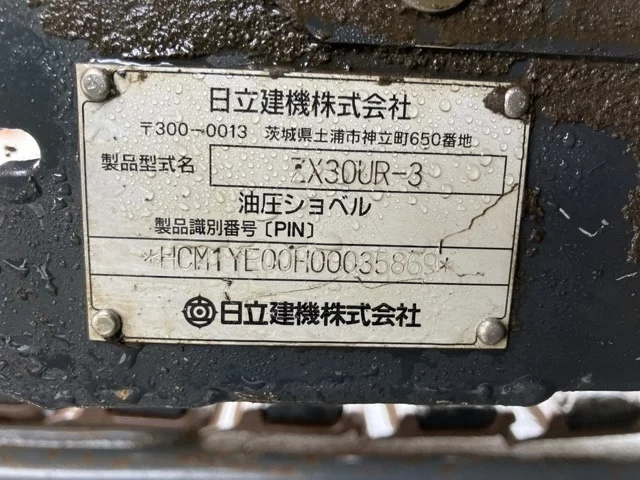 日立建機株式会社
〒300-0013 茨城県土浦市神立町650番地
製品型式名 ZX30UR-3
油圧ショベル
製品識別番号〔PIN〕
*HCM1YE00H00035869*
日立建機株式会社